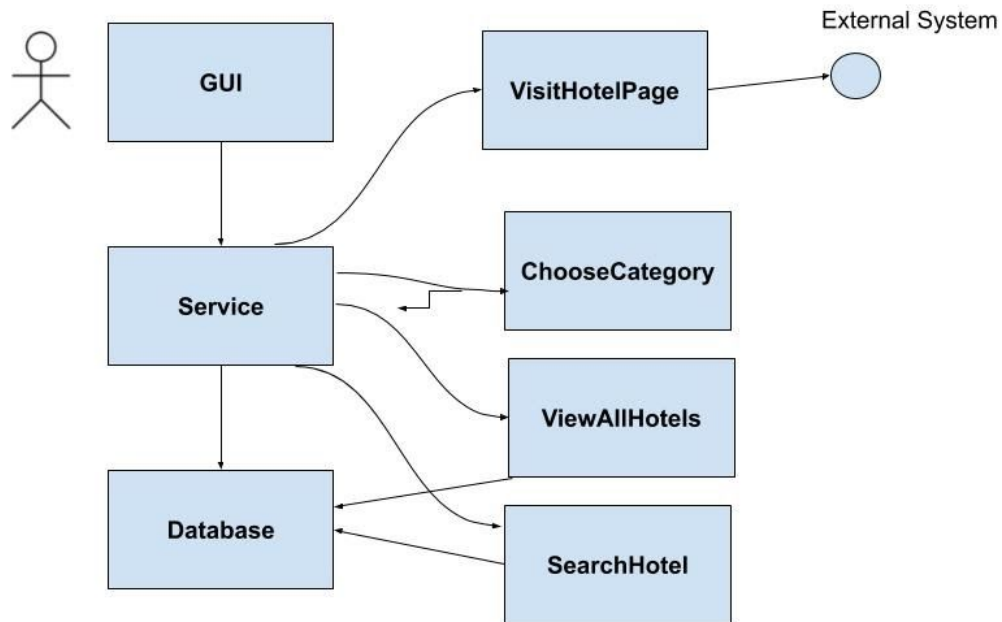 External System
GUI
VisitHotelPage
ChooseCategory
Service
ViewAllHotels
Database
SearchHotel